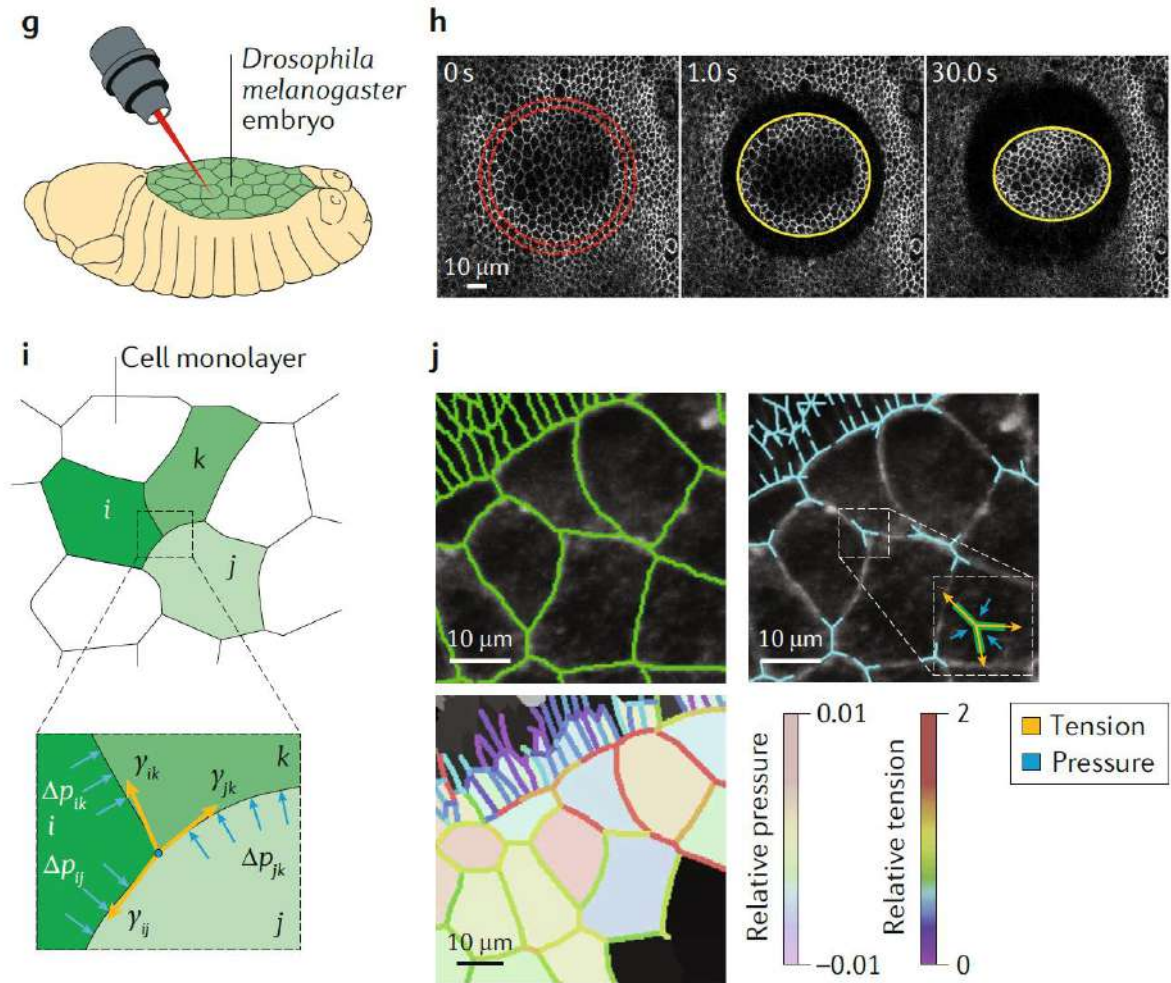 g
Drosophila
melanogaster
embryo
h
0 s
1.0 s
30.0 s
10 μm
i
Cell monolayer
k
i
j
γik
k
γjk
Δpik
i
Δpij
Δpjk
γij
j
j
10 μm
10 μm
10 μm
Relative pressure
0.01
−0.01
Relative tension
2
0
Tension
Pressure